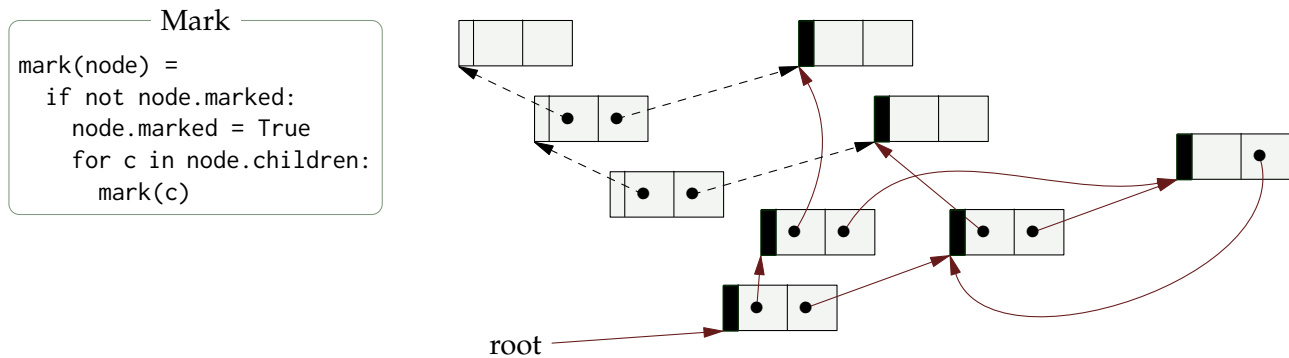 Mark
mark(node) =
  if not node.marked:
    node.marked = True
    for c in node.children:
      mark(c)
root